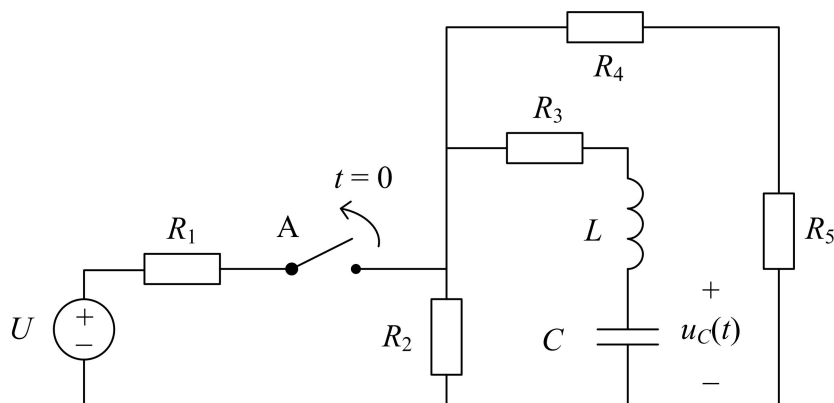 R4
R3
t = 0
R1
A
L
R5
U
+
−
R2
C
+
uC(t)
−